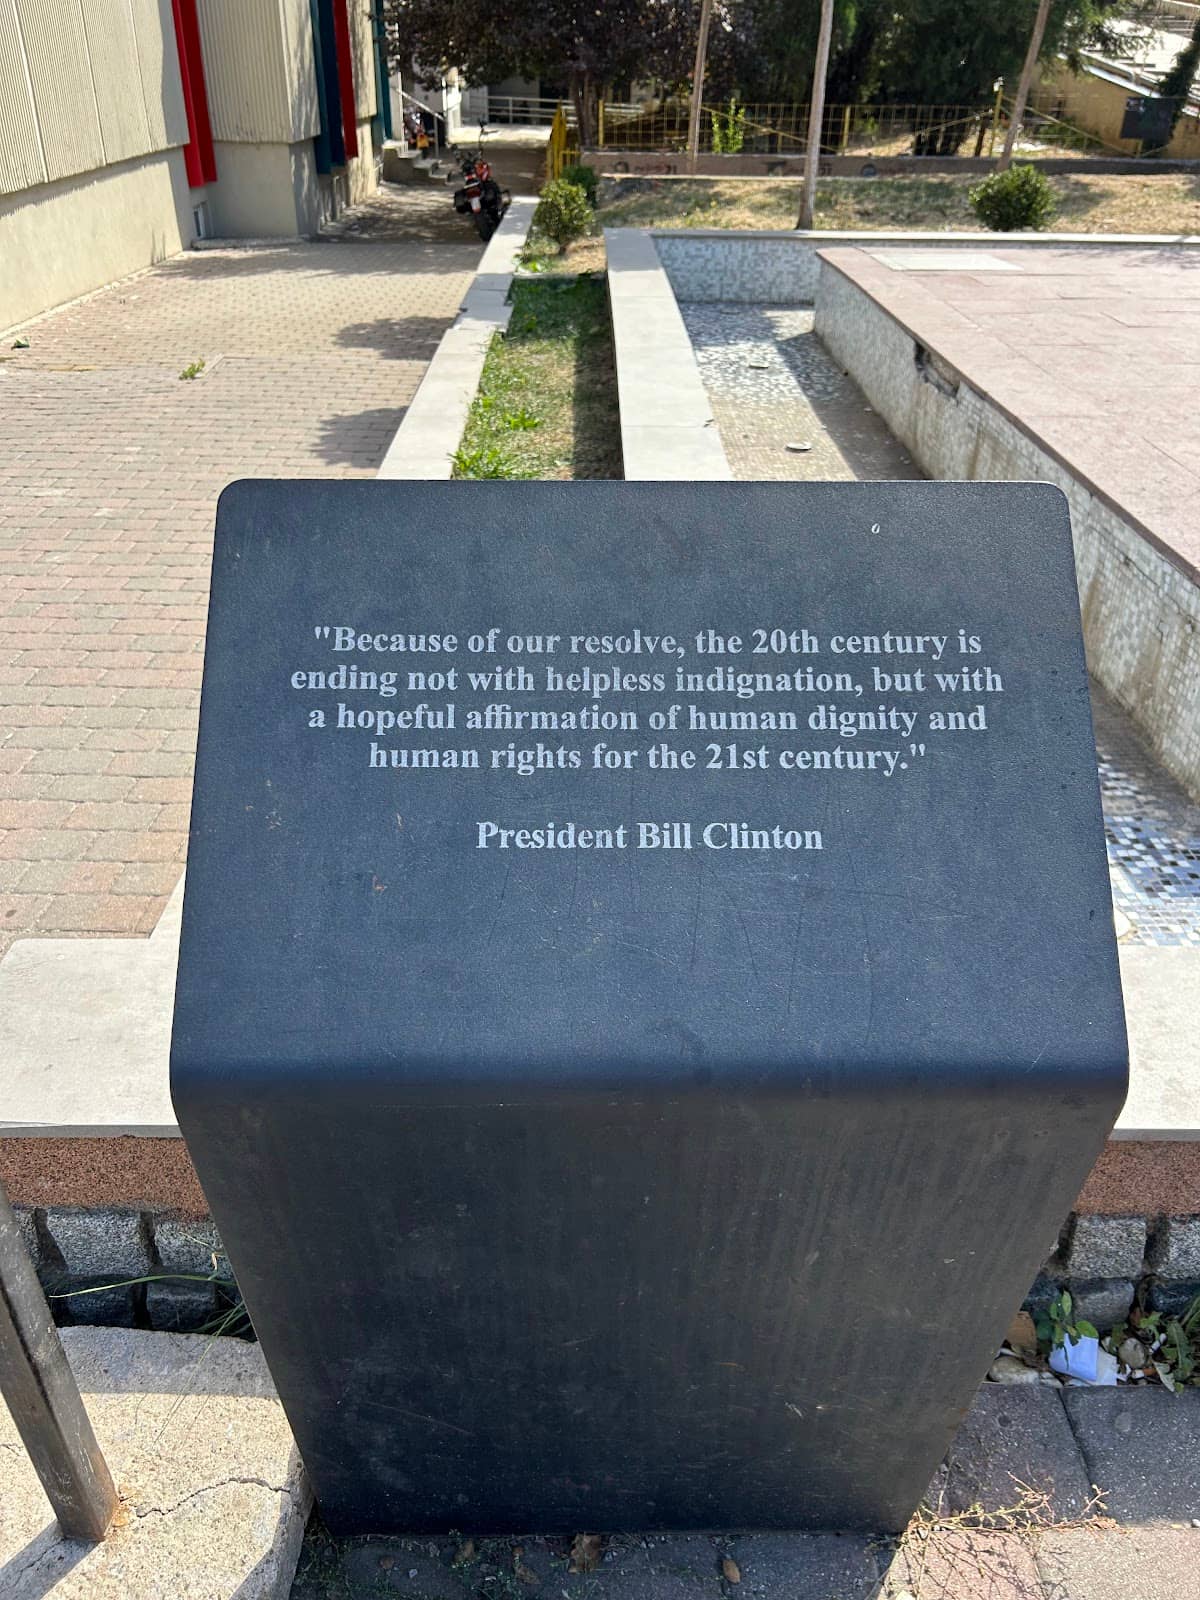 "Because of our resolve, the 20th century is
ending not with helpless indignation, but with
a hopeful affirmation of human dignity and
human rights for the 21st century."
President Bill Clinton